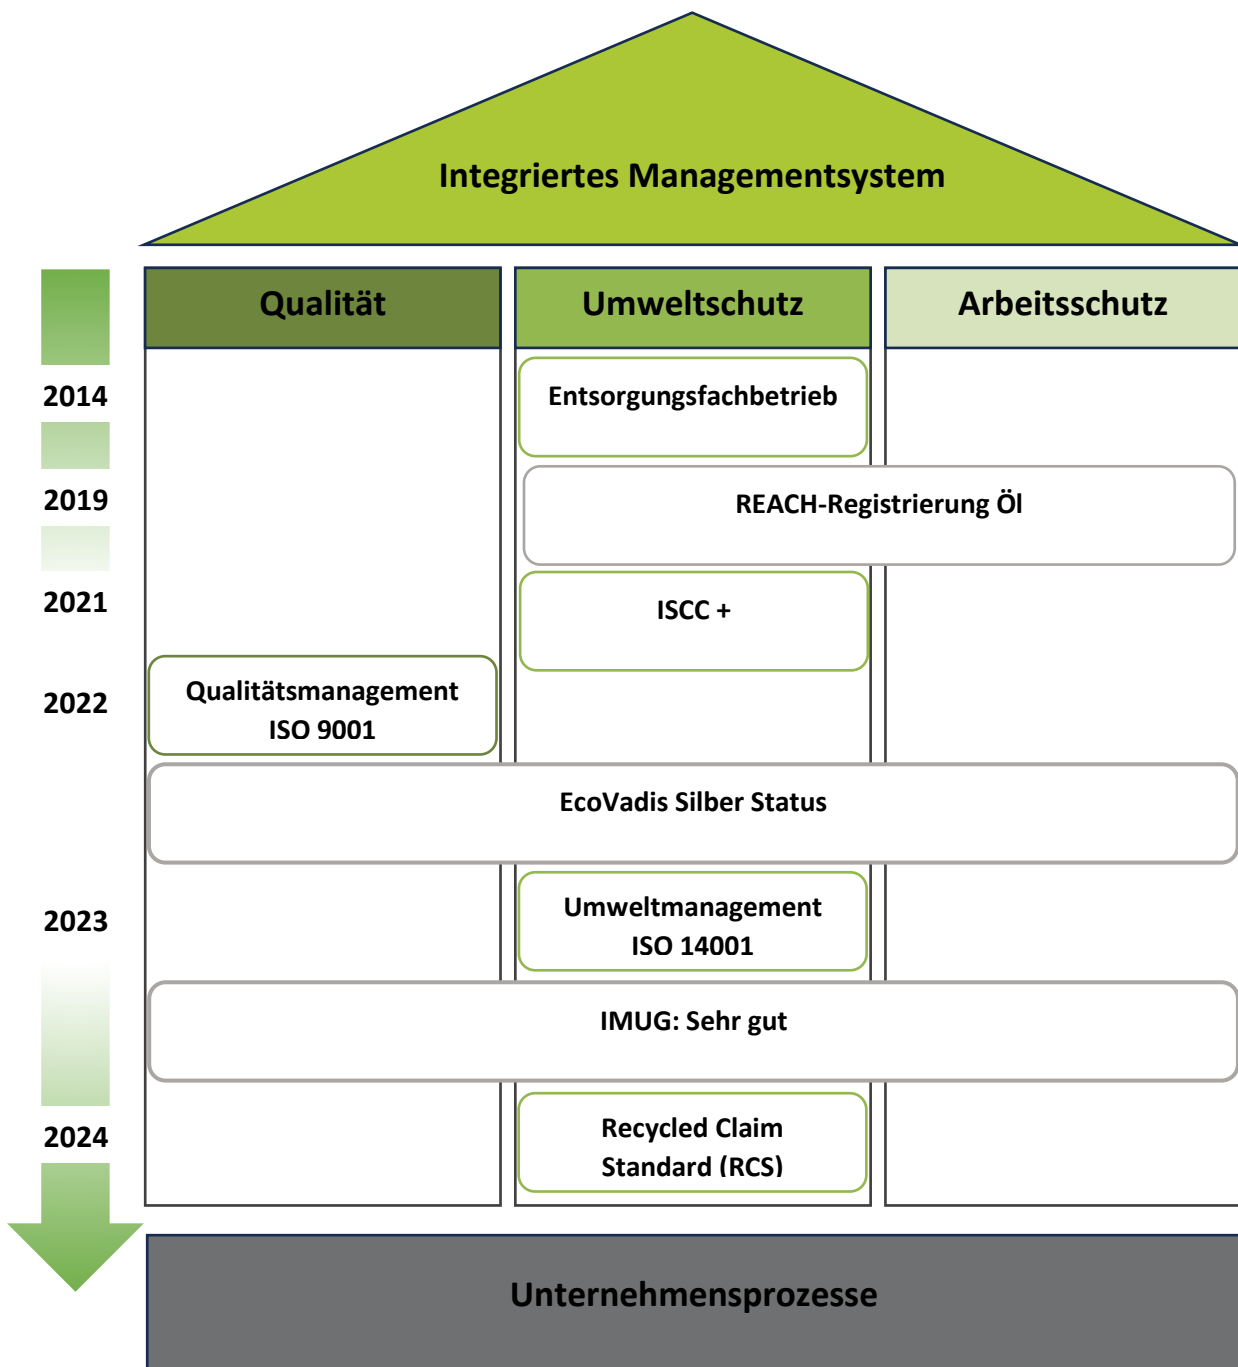 Integriertes Managementsystem
Qualität
Umweltschutz
Arbeitsschutz
2014
Entsorgungsfachbetrieb
2019
REACH-Registrierung Öl
2021
ISCC +
2022
Qualitätsmanagement
ISO 9001
EcoVadis Silber Status
2023
Umweltmanagement
ISO 14001
IMUG: Sehr gut
2024
Recycled Claim
Standard (RCS)
Unternehmensprozesse